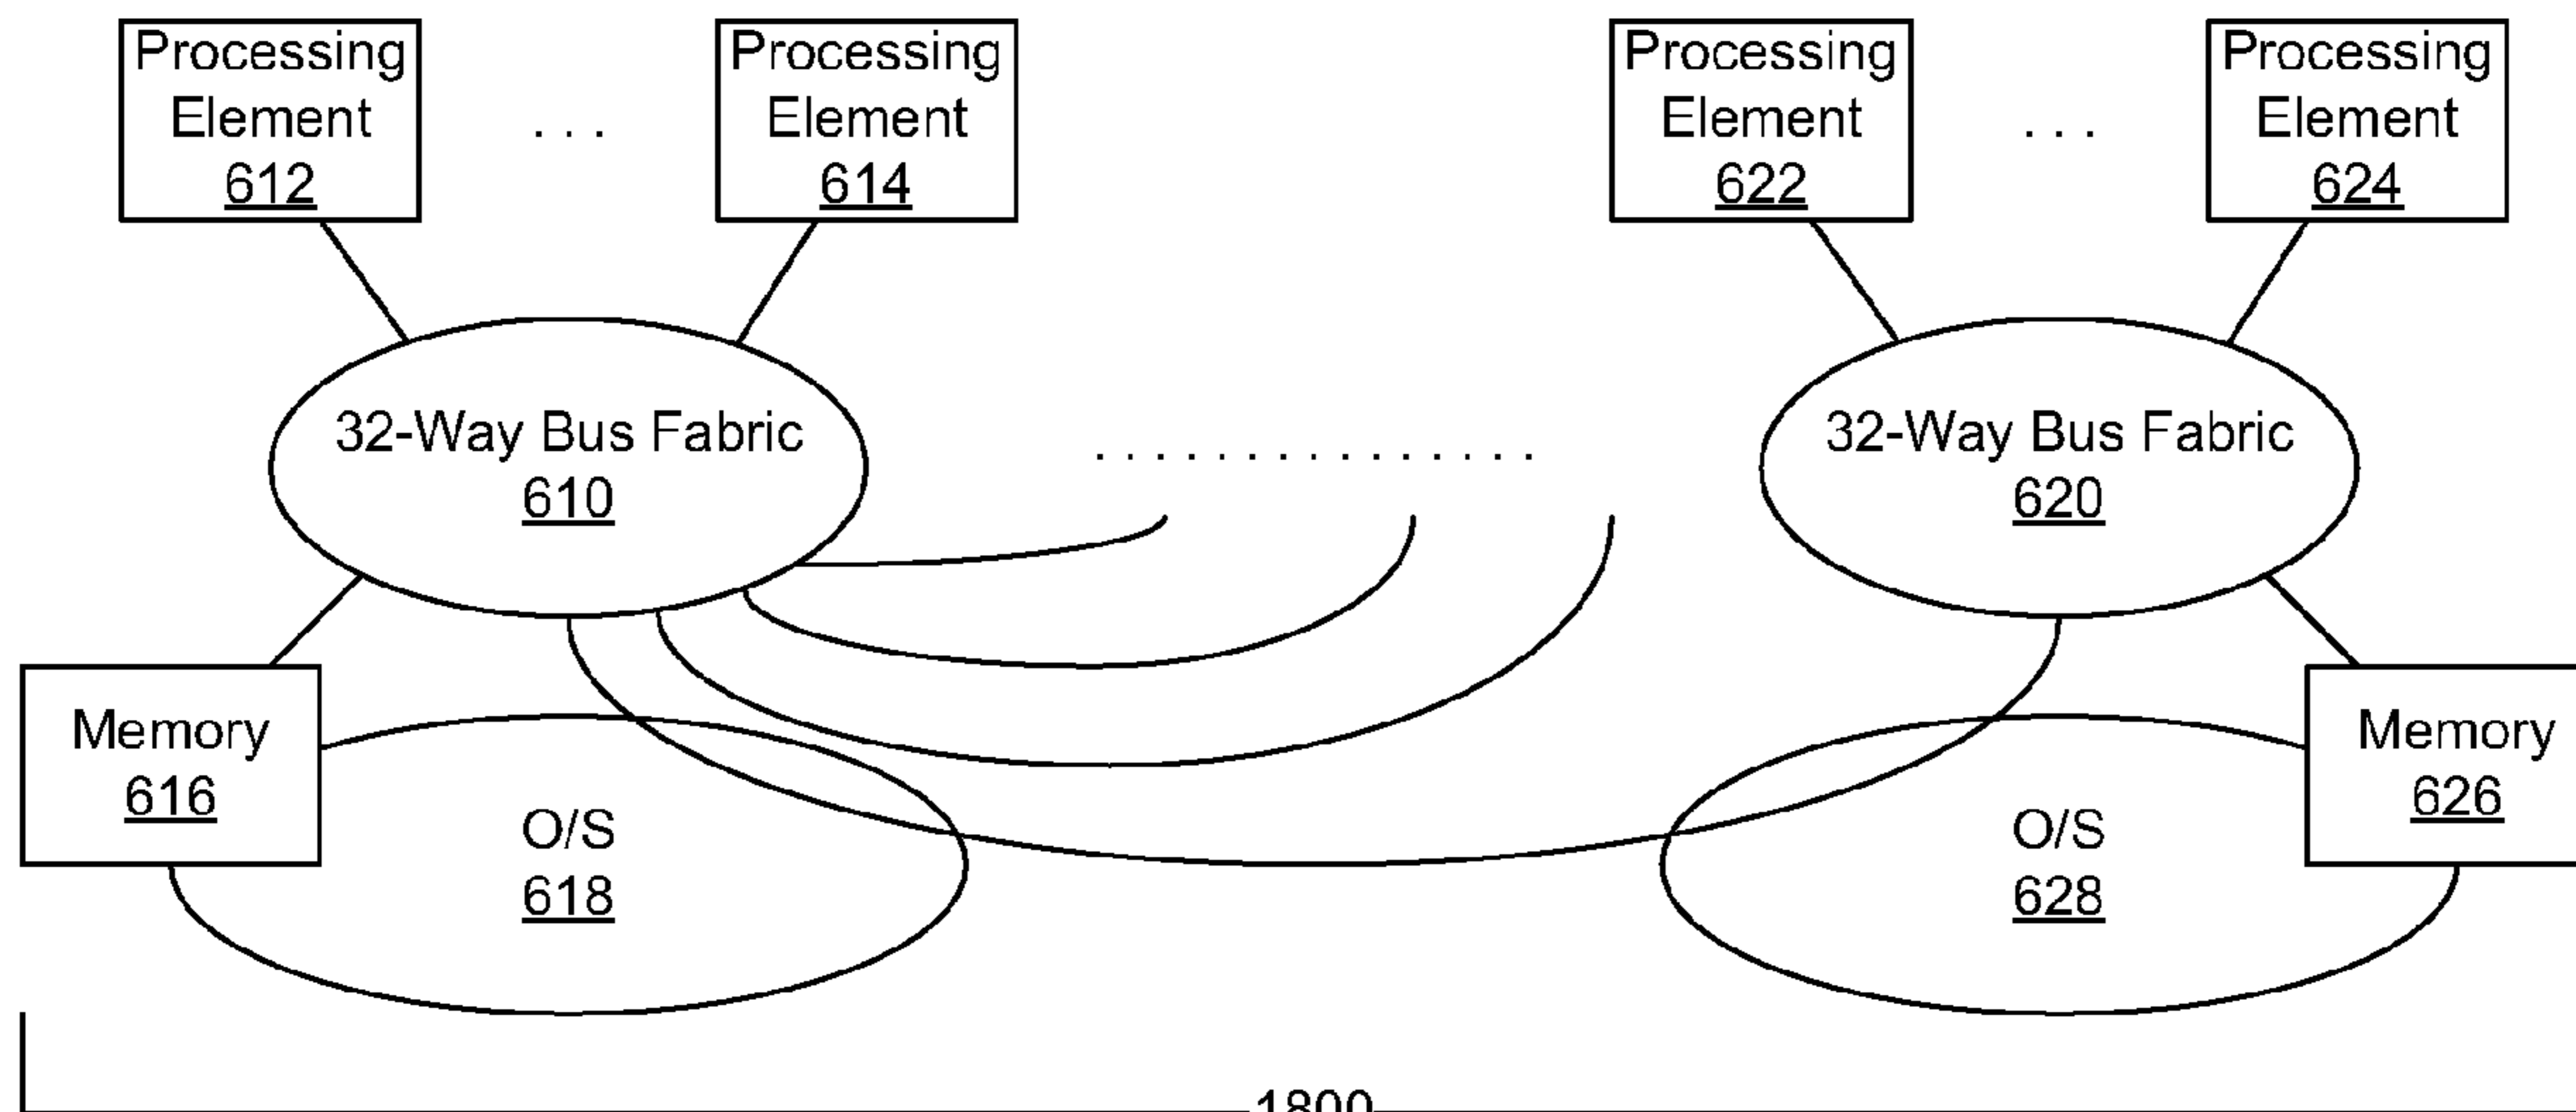 Processing Element 612
. . .
Processing Element 614
Processing Element 622
. . .
Processing Element 624
32-Way Bus Fabric 610
. . . . . . . . . . . . . . .
32-Way Bus Fabric 620
Memory 616
O/S 618
O/S 628
Memory 626
1800